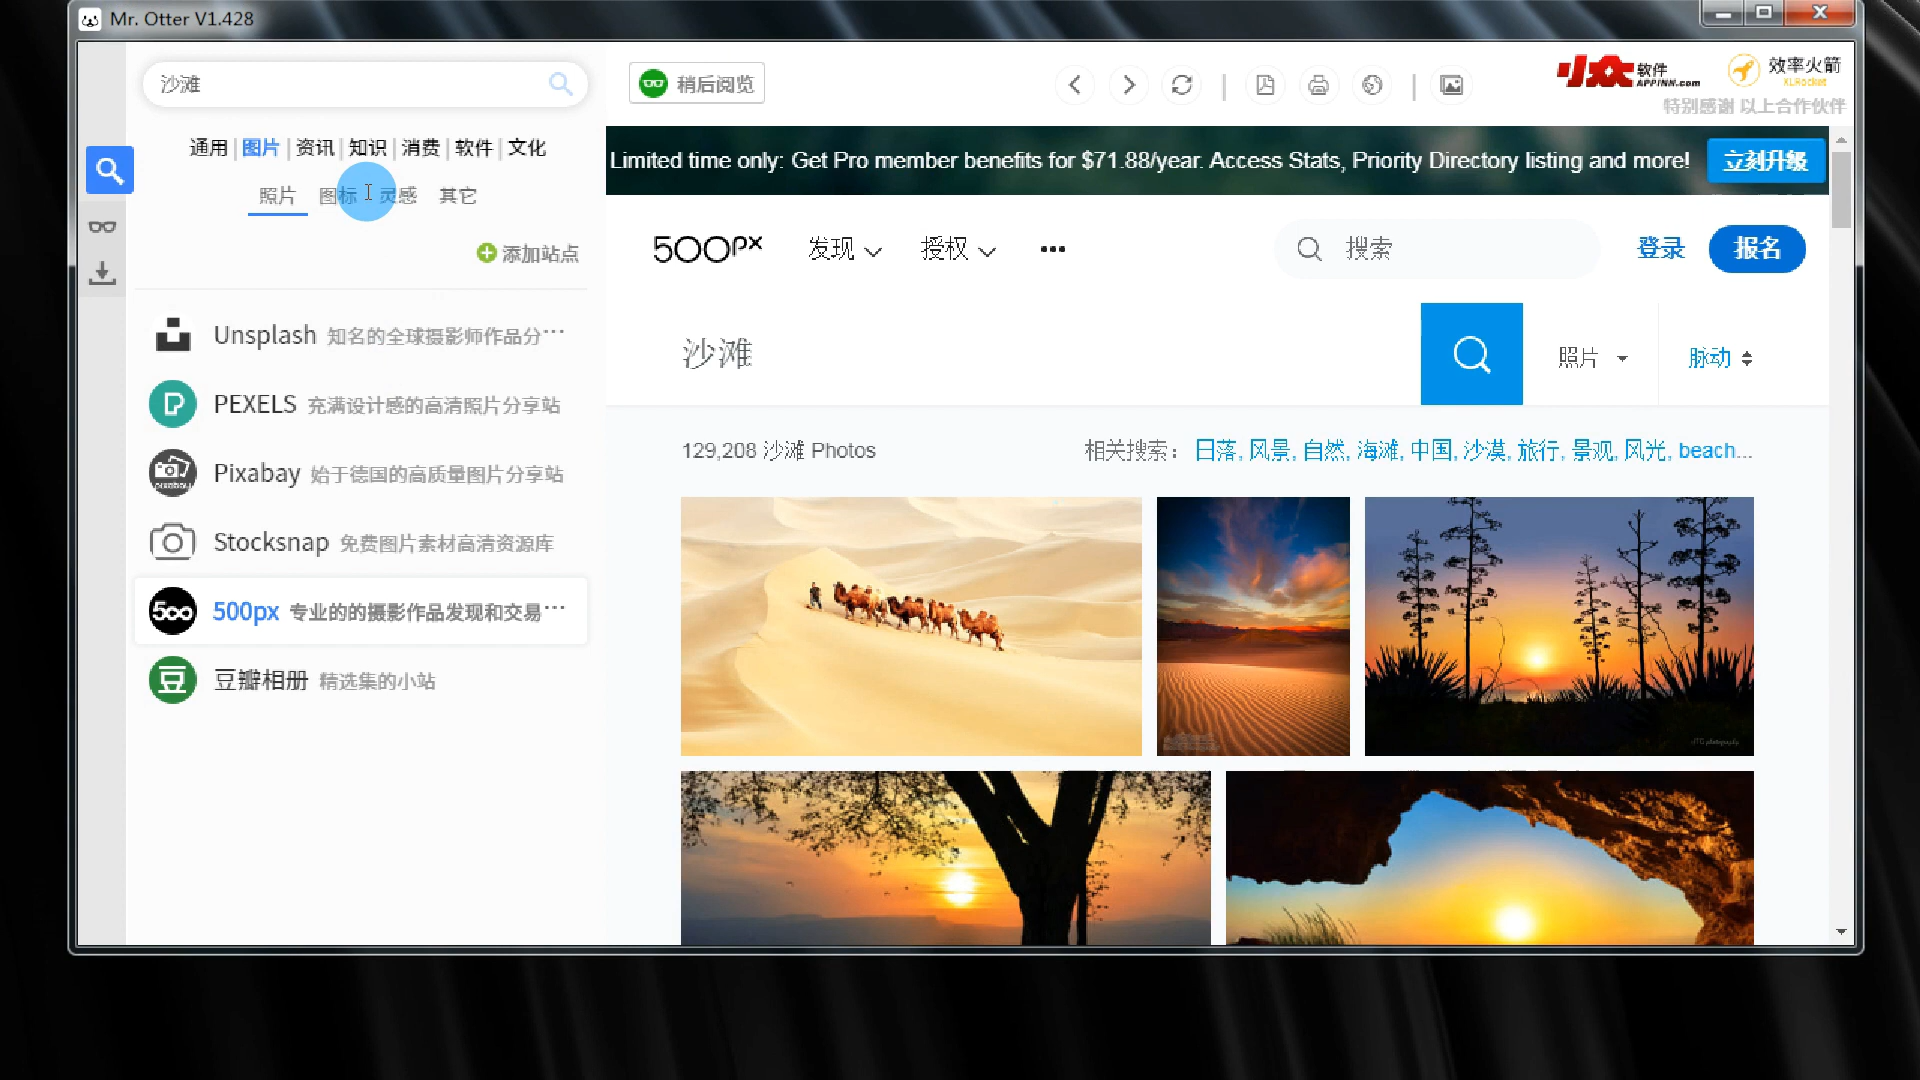 Mr. Otter V1.428
沙滩
稍后阅览
小众软件 APPINN.com
效率火箭
XLRocket
特别感谢 以上合作伙伴
通用 | 图片 | 资讯 | 知识 | 消费 | 软件 | 文化
照片 图标 灵感 其它
添加站点
Unsplash 知名的全球摄影师作品分···
PEXELS 充满设计感的高清照片分享站
Pixabay 始于德国的高质量图片分享站
pixabay
Stocksnap 免费图片素材高清资源库
500 500px 专业的的摄影作品发现和交易···
豆 豆瓣相册 精选集的小站
Limited time only: Get Pro member benefits for $71.88/year. Access Stats, Priority Directory listing and more! 立刻升级
500px 发现 授权 ••• 搜索 登录 报名
沙滩 照片 脉动
129,208 沙滩 Photos 相关搜索： 日落, 风景, 自然, 海滩, 中国, 沙漠, 旅行, 景观, 风光, beach...